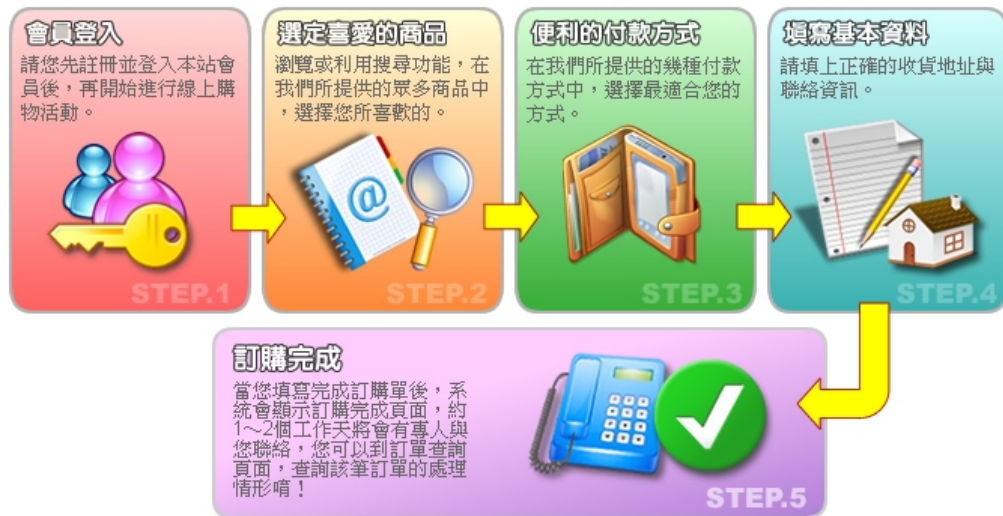 會員登入
請您先註冊並登入本站會
員後，再開始進行線上購
物活動。
STEP.1
選定喜愛的商品
瀏覽或利用搜尋功能，在
我們所提供的眾多商品中
，選擇您所喜歡的。
@
STEP.2
便利的付款方式
在我們所提供的幾種付款
方式中，選擇最適合您的
方式。
STEP.3
填寫基本資料
請填上正確的收貨地址與
聯絡資訊。
STEP.4
訂購完成
當您填寫完成訂購單後，系
統會顯示訂購完成頁面，約
1～2個工作天將會有專人與
您聯絡，您可以到訂單查詢
頁面，查詢該筆訂單的處理
情形唷！
STEP.5